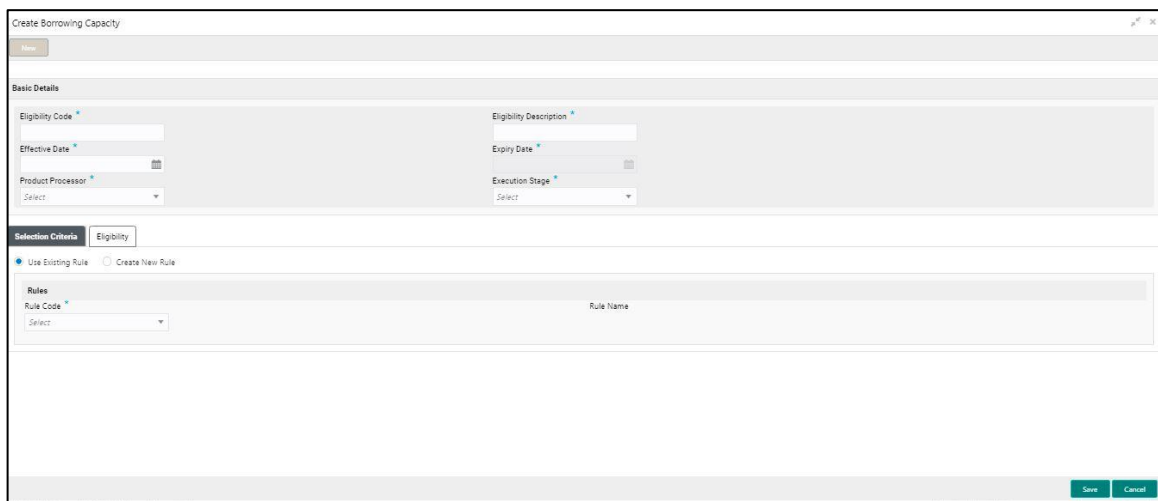 Create Borrowing Capacity
New
Basic Details
Eligibility Code *
Eligibility Description *
Effective Date *
Expiry Date *
Product Processor *
Execution Stage *
Select
Select
Selection Criteria
Eligibility
Use Existing Rule
Create New Rule
Rules
Rule Code *
Rule Name
Select
Save
Cancel